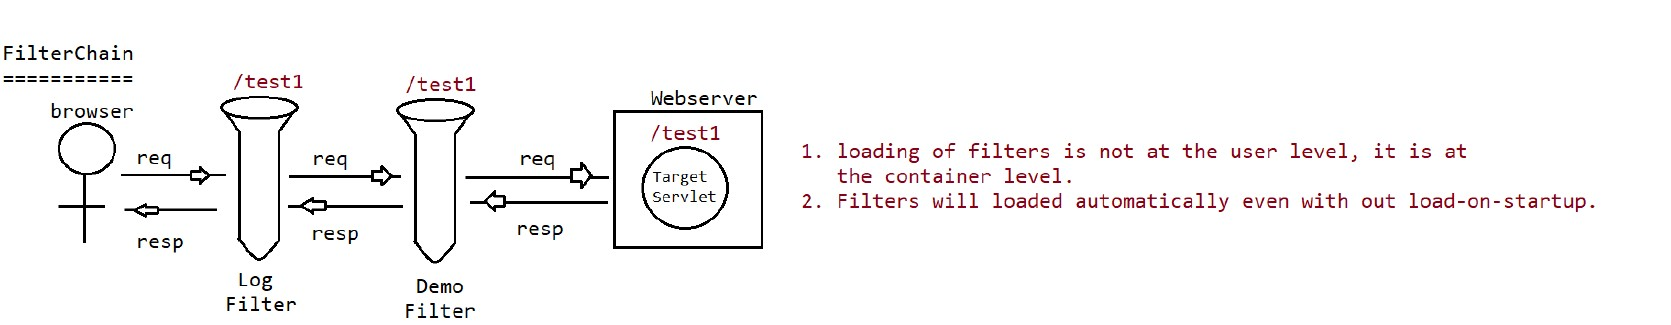 FilterChain
===========
browser
/test1
/test1
Webserver
/test1
req
req
req
Target
Servlet
resp
resp
resp
Log
Filter
Demo
Filter
1. loading of filters is not at the user level, it is at
the container level.
2. Filters will loaded automatically even with out load-on-startup.